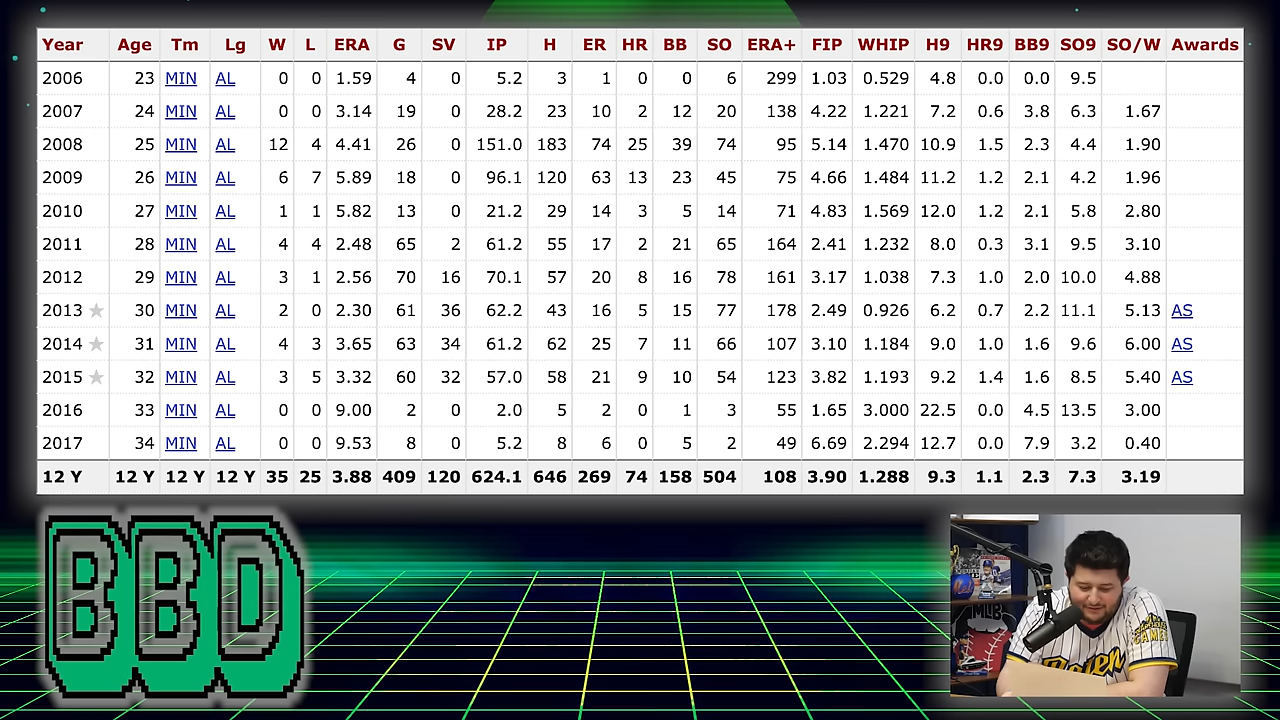 Year Age Tm Lg W L ERA G SV IP H ER HR BB SO ERA+ FIP WHIP H9 HR9 BB9 SO9 SO/W Awards
2006 23 MIN AL 0 0 1.59 4 0 5.2 3 1 0 0 6 299 1.03 0.529 4.8 0.0 0.0 9.5
2007 24 MIN AL 0 0 3.14 19 0 28.2 23 10 2 12 20 138 4.22 1.221 7.2 0.6 3.8 6.3 1.67
2008 25 MIN AL 12 4 4.41 26 0 151.0 183 74 25 39 74 95 5.14 1.470 10.9 1.5 2.3 4.4 1.90
2009 26 MIN AL 6 7 5.89 18 0 96.1 120 63 13 23 45 75 4.66 1.484 11.2 1.2 2.1 4.2 1.96
2010 27 MIN AL 1 1 5.82 13 0 21.2 29 14 3 5 14 71 4.83 1.569 12.0 1.2 2.1 5.8 2.80
2011 28 MIN AL 4 4 2.48 65 2 61.2 55 17 2 21 65 164 2.41 1.232 8.0 0.3 3.1 9.5 3.10
2012 29 MIN AL 3 1 2.56 70 16 70.1 57 20 8 16 78 161 3.17 1.038 7.3 1.0 2.0 10.0 4.88
2013 ★ 30 MIN AL 2 0 2.30 61 36 62.2 43 16 5 15 77 178 2.49 0.926 6.2 0.7 2.2 11.1 5.13 AS
2014 ★ 31 MIN AL 4 3 3.65 63 34 61.2 62 25 7 11 66 107 3.10 1.184 9.0 1.0 1.6 9.6 6.00 AS
2015 ★ 32 MIN AL 3 5 3.32 60 32 57.0 58 21 9 10 54 123 3.82 1.193 9.2 1.4 1.6 8.5 5.40 AS
2016 33 MIN AL 0 0 9.00 2 0 2.0 5 2 0 1 3 55 1.65 3.000 22.5 0.0 4.5 13.5 3.00
2017 34 MIN AL 0 0 9.53 8 0 5.2 8 6 0 5 2 49 6.69 2.294 12.7 0.0 7.9 3.2 0.40
12 Y 12 Y 12 Y 12 Y 35 25 3.88 409 120 624.1 646 269 74 158 504 108 3.90 1.288 9.3 1.1 2.3 7.3 3.19
BBD
MLB